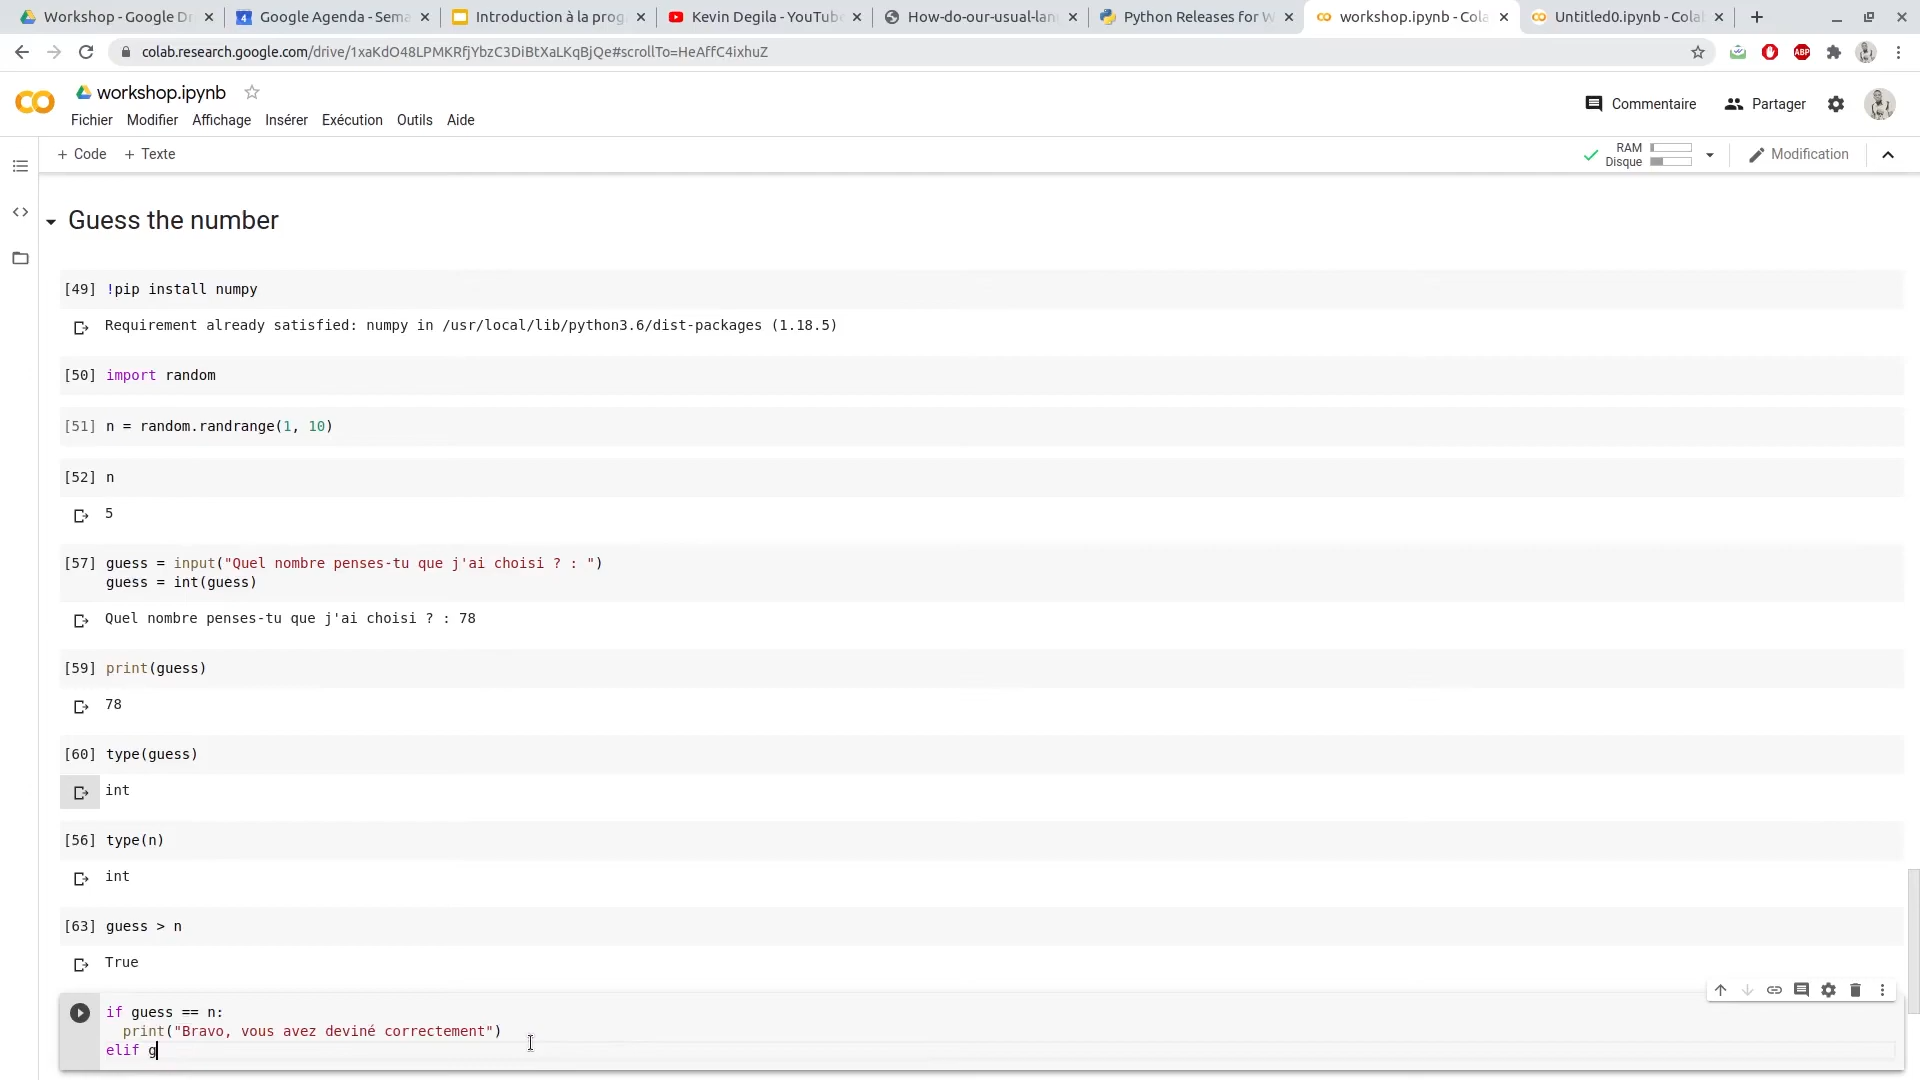 Workshop - Google Dr
Google Agenda - Sema
Introduction à la prog
Kevin Degila - YouTube
How-do-our-usual-lan
Python Releases for W
workshop.ipynb - Cola
Untitled0.ipynb - Colab
colab.research.google.com/drive/1xaKdO48LPMKRfjYbzC3DiBtXaLKqBjQe#scrollTo=HeAffC4ixhuZ
ABP
workshop.ipynb
Fichier Modifier Affichage Insérer Exécution Outils Aide
Commentaire
Partager
+ Code + Texte
RAM
Disque
Modification
Guess the number
[49] !pip install numpy
Requirement already satisfied: numpy in /usr/local/lib/python3.6/dist-packages (1.18.5)
[50] import random
[51] n = random.randrange(1, 10)
[52] n
5
[57] guess = input("Quel nombre penses-tu que j'ai choisi ? : ")
guess = int(guess)
Quel nombre penses-tu que j'ai choisi ? : 78
[59] print(guess)
78
[60] type(guess)
int
[56] type(n)
int
[63] guess > n
True
if guess == n:
print("Bravo, vous avez deviné correctement")
elif g